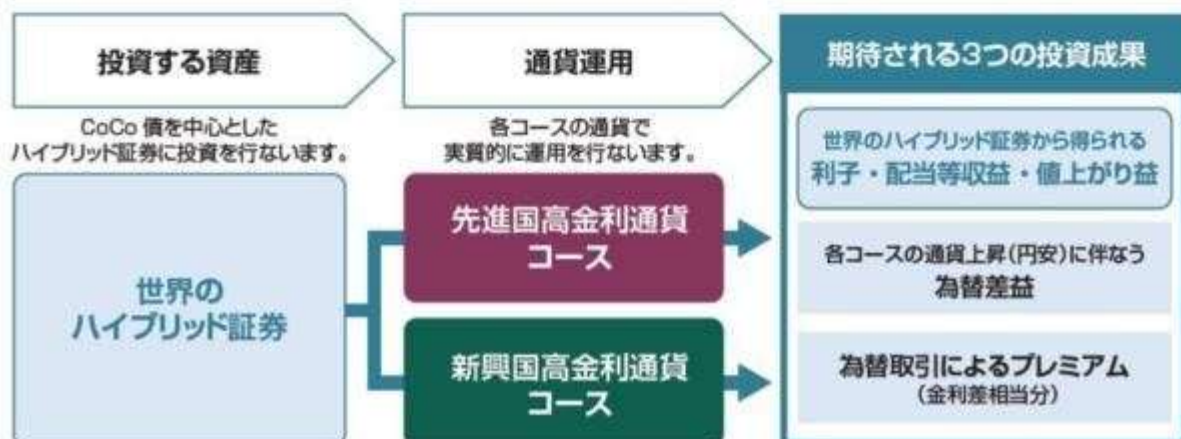 投資する資産
通貨運用
期待される3つの投資成果
CoCo 債を中心とした
ハイブリッド証券に投資を行ないます。
各コースの通貨で
実質的に運用を行ないます。
世界の
ハイブリッド証券
先進国高金利通貨
コース
新興国高金利通貨
コース
世界のハイブリッド証券から得られる
利子・配当等収益・値上がり益
各コースの通貨上昇(円安)に伴なう
為替差益
為替取引によるプレミアム
(金利差相当分)